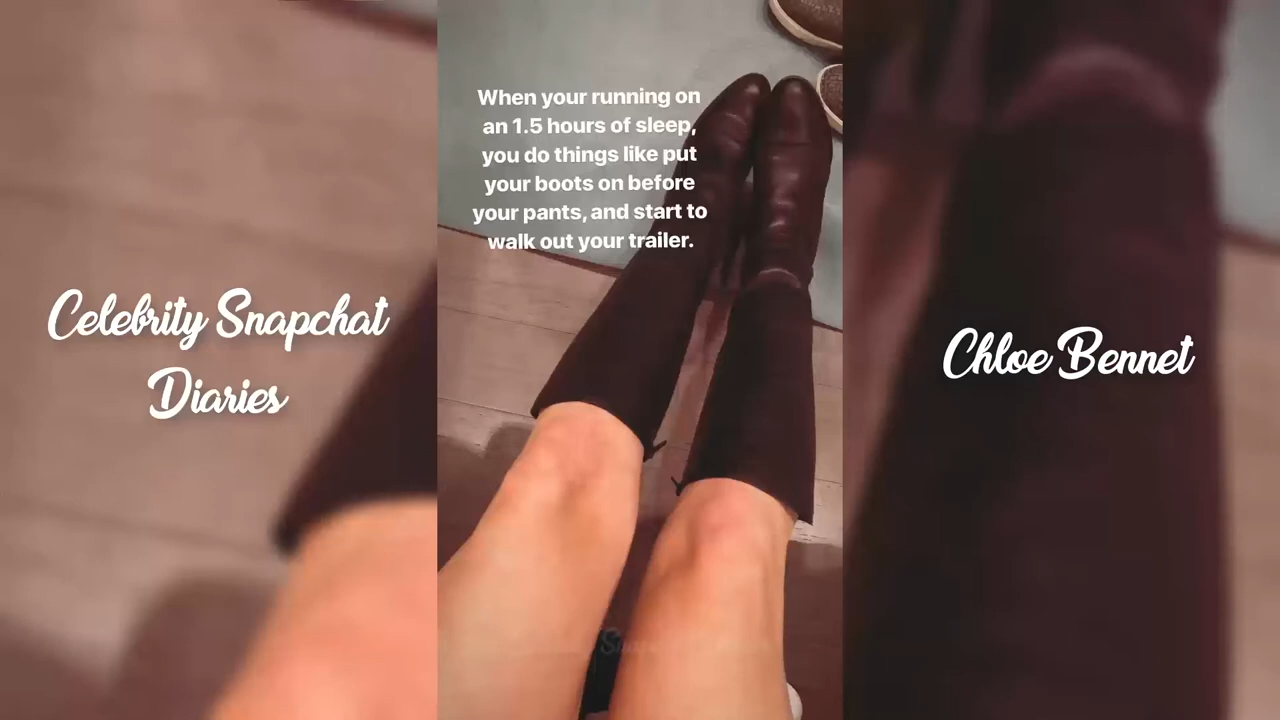 Celebrity Snapchat
Diaries
When your running on
an 1.5 hours of sleep,
you do things like put
your boots on before
your pants, and start to
walk out your trailer.
Chloe Bennet